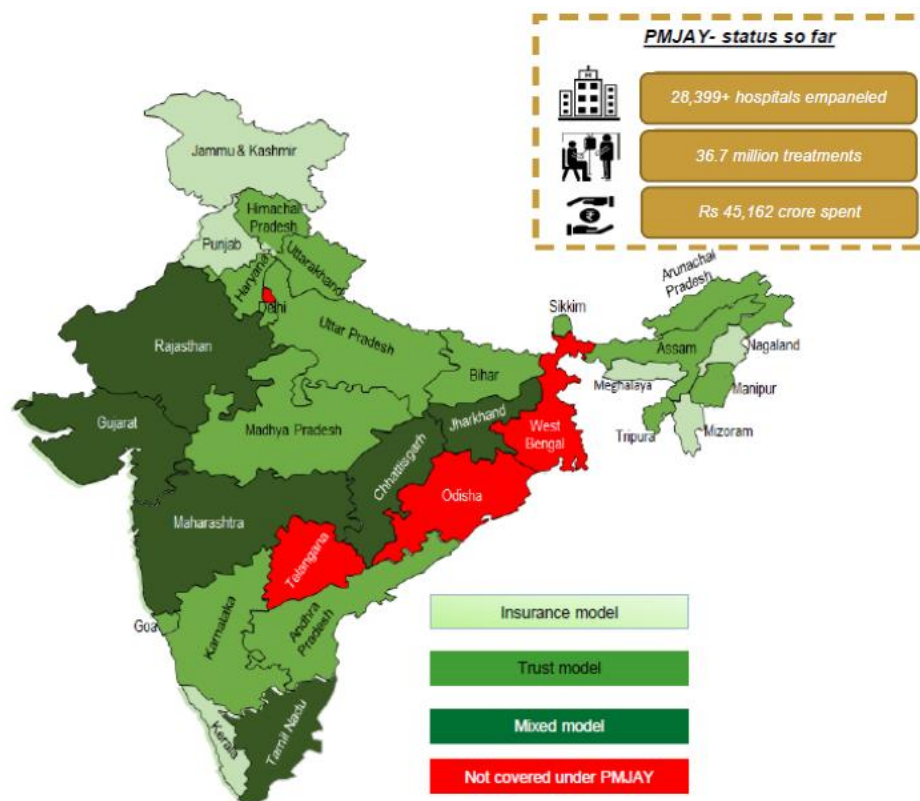 PMJAY- status so far
28,399+ hospitals empaneled
36.7 million treatments
Rs 45,162 crore spent
H
₹
Jammu & Kashmir
Himachal
Pradesh
Punjab
Uttarakhand
Haryana
Delhi
Uttar Pradesh
Rajasthan
Arunachal
Pradesh
Sikkim
Assam
Nagaland
Bihar
Meghalaya
Manipur
Gujarat
Madhya Pradesh
Jharkhand
West
Bengal
Tripura
Mizoram
Chhattisgarh
Odisha
Maharashtra
Telangana
Goa
Karnataka
Andhra
Pradesh
Kerala
Tamil Nadu
Insurance model
Trust model
Mixed model
Not covered under PMJAY